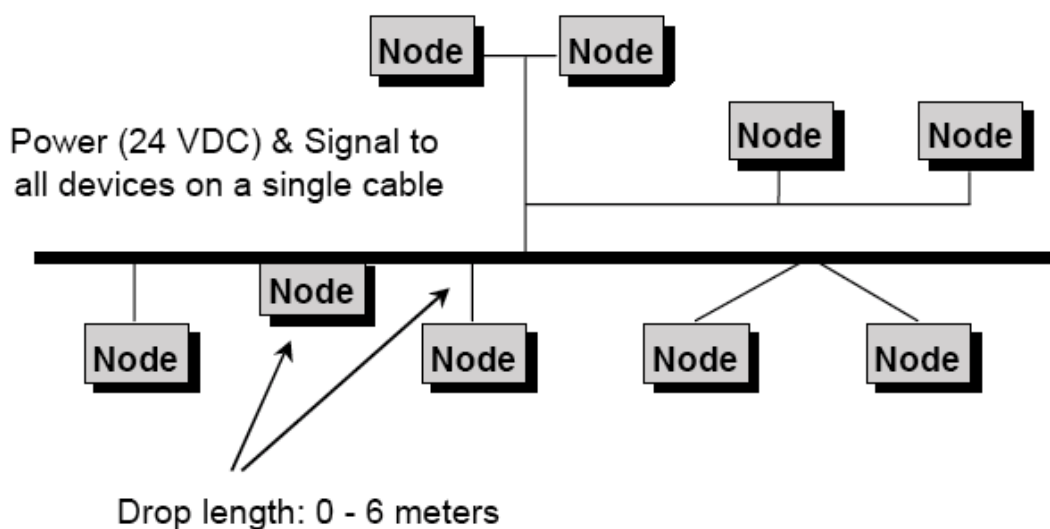 Node
Node
Node
Node
Power (24 VDC) & Signal to
all devices on a single cable
Node
Node
Node
Node
Node
Drop length: 0 - 6 meters